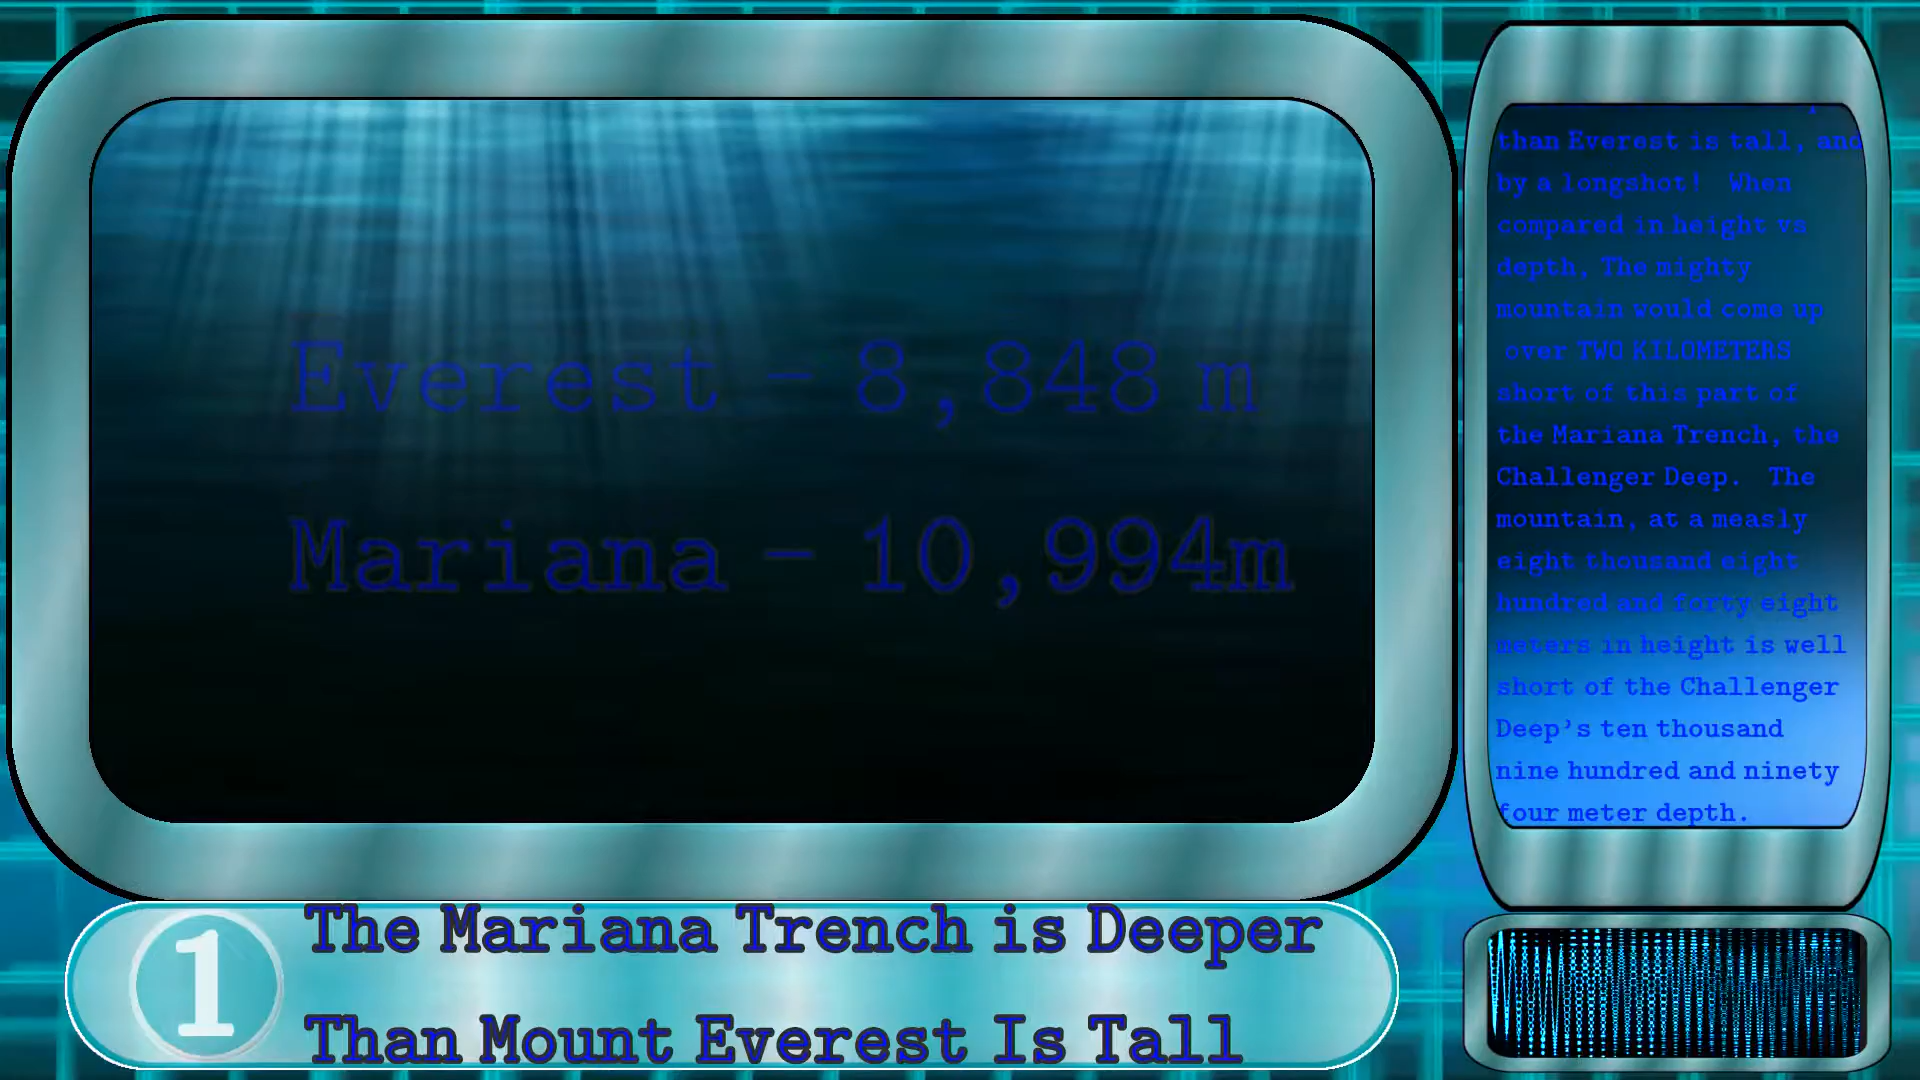 Everest - 8,848 m
Mariana - 10,994m
than Everest is tall, and
by a longshot! When
compared in height vs
depth, The mighty
mountain would come up
over TWO KILOMETERS
short of this part of
the Mariana Trench, the
Challenger Deep. The
mountain, at a measly
eight thousand eight
hundred and forty eight
meters in height is well
short of the Challenger
Deep's ten thousand
nine hundred and ninety
four meter depth.
1
The Mariana Trench is Deeper
Than Mount Everest Is Tall